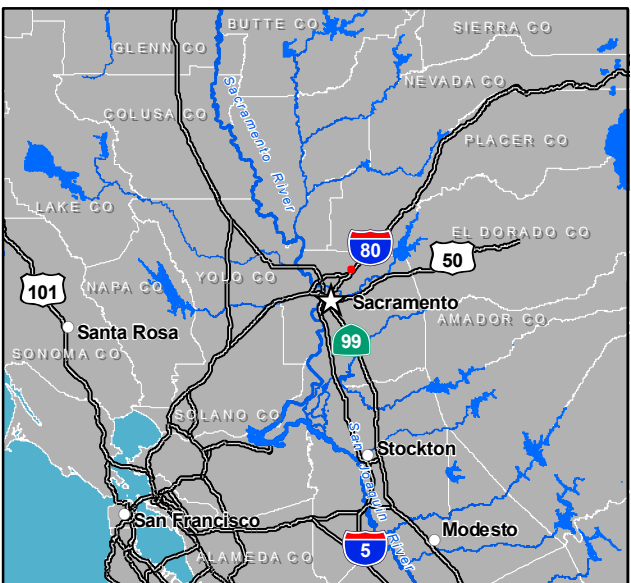 BUTTE CO
SIERRA CO
GLENN CO
NEVADA CO
COLUSA CO
Sacramento River
PLACER CO
LAKE CO
EL DORADO CO
80
50
YOLO CO
101
NAPA CO
Sacramento
Santa Rosa
AMADOR CO
99
SONOMA CO
SOLANO CO
Stockton
San Joaquin River
San Francisco
Modesto
5
ALAMEDA CO